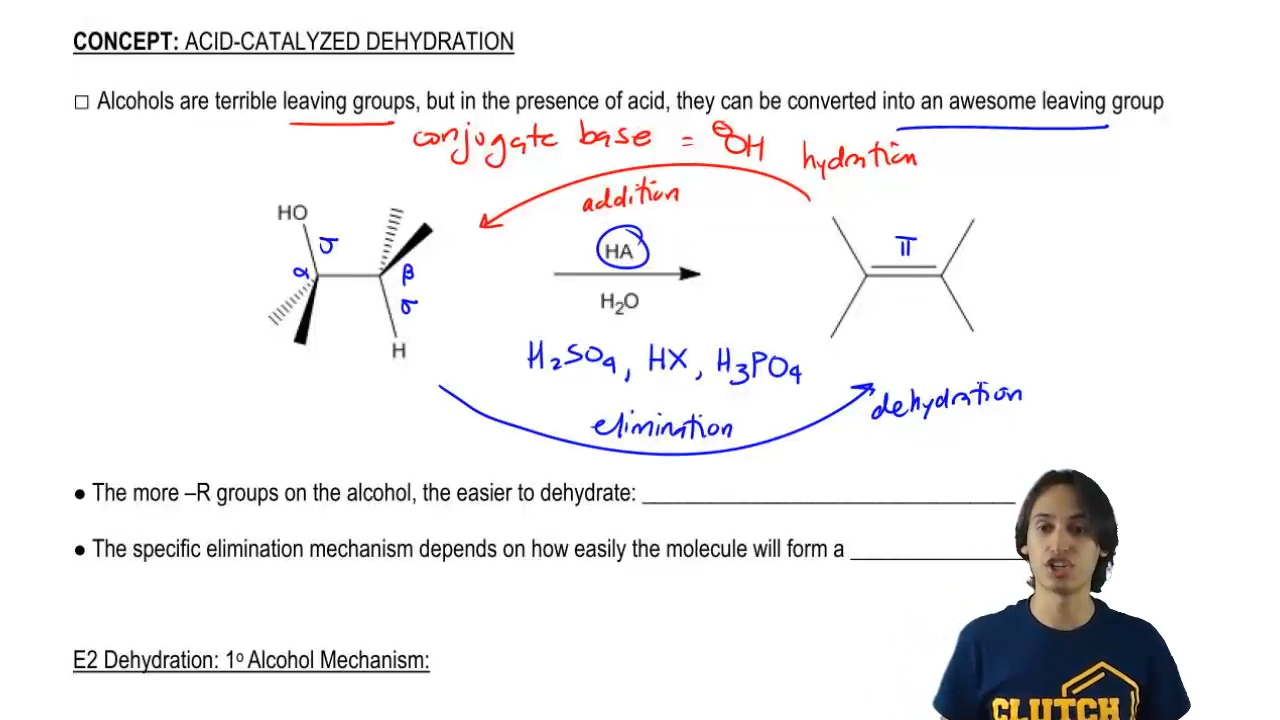 CONCEPT: ACID-CATALYZED DEHYDRATION
□ Alcohols are terrible leaving groups, but in the presence of acid, they can be converted into an awesome leaving group
conjugate base = ⊖OH hydration
addition
HO σ α β σ H
HA
H₂O
π
H₂SO₄, HX, H₃PO₄
elimination
dehydration
● The more –R groups on the alcohol, the easier to dehydrate: ____________________
● The specific elimination mechanism depends on how easily the molecule will form a __________
E2 Dehydration: 1° Alcohol Mechanism:
CLUTCH